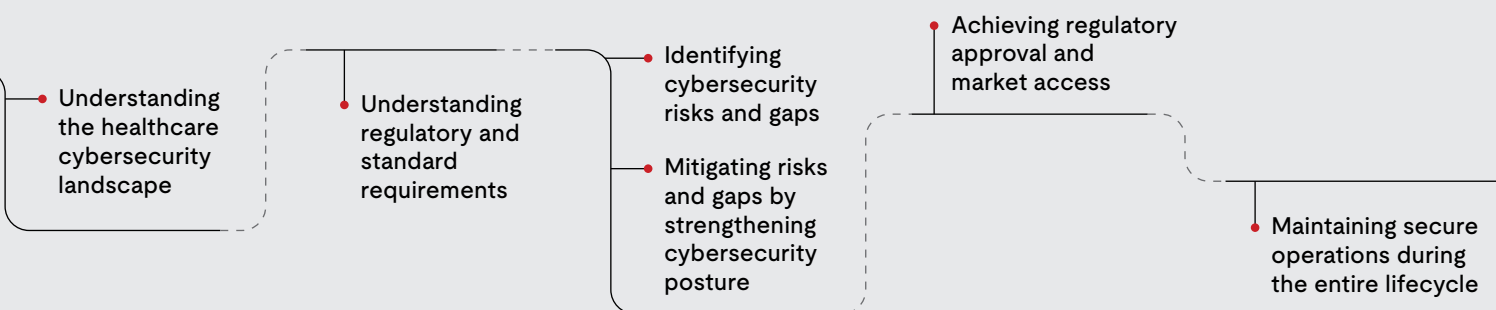 Understanding
the healthcare
cybersecurity
landscape
Understanding
regulatory and
standard
requirements
Identifying
cybersecurity
risks and gaps
Mitigating risks
and gaps by
strengthening
cybersecurity
posture
Achieving regulatory
approval and
market access
Maintaining secure
operations during
the entire lifecycle